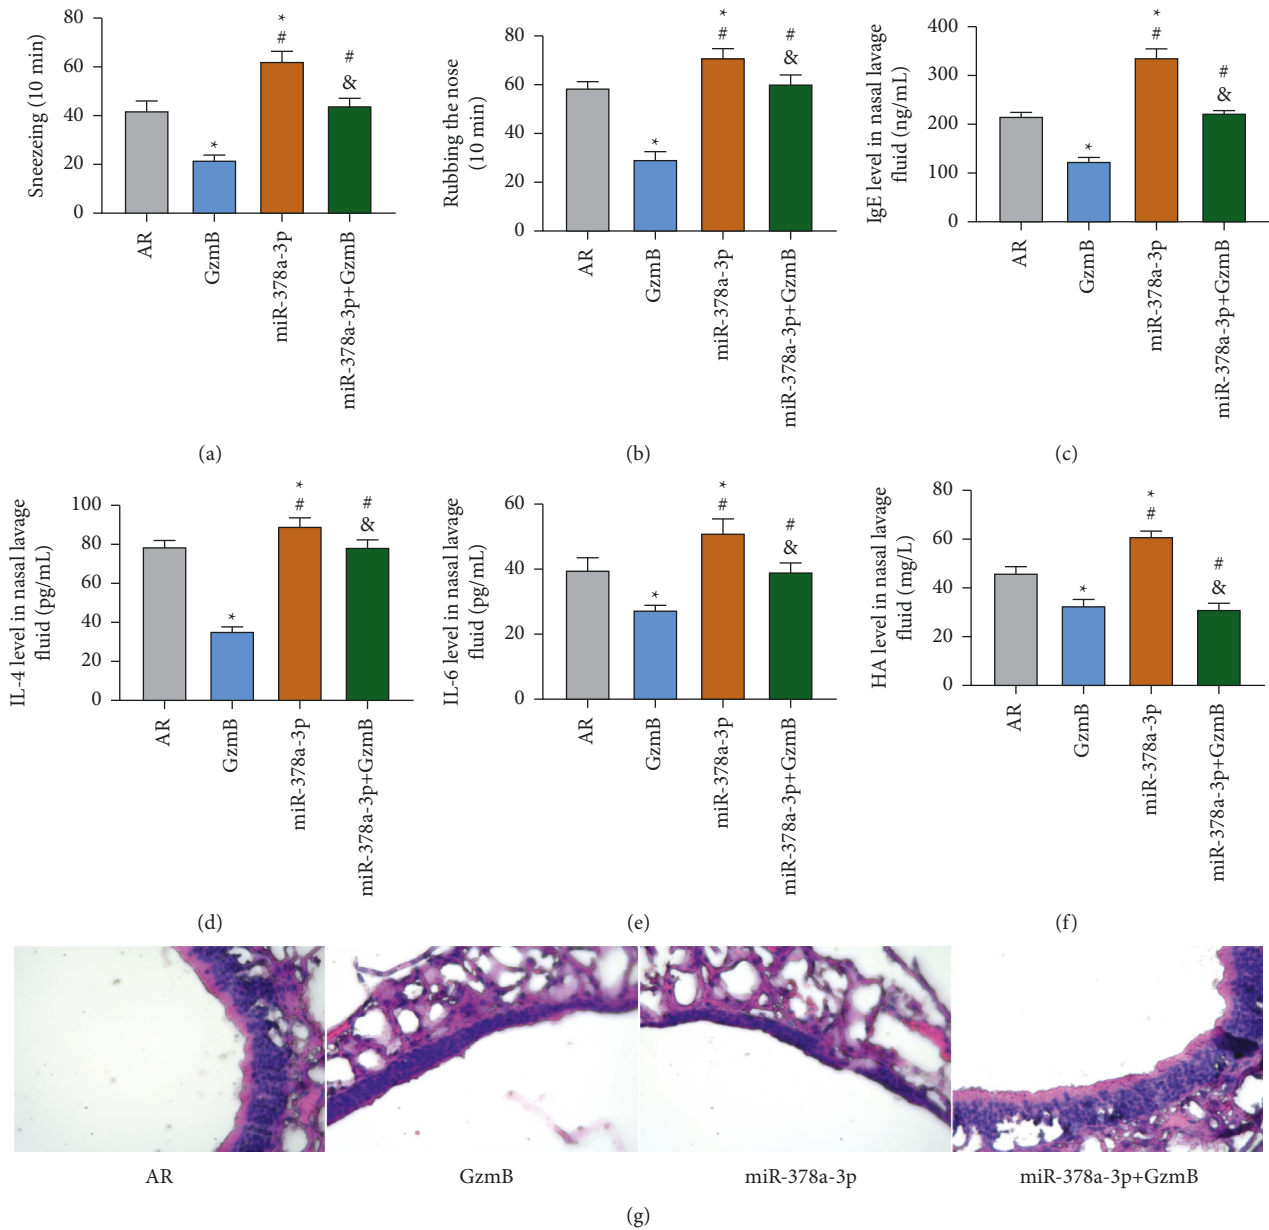 Sneezeing (10 min)
80
60
40
20
0
*
*
#
#
&
AR
GzmB
miR-378a-3p
miR-378a-3p+GzmB
(a)
Rubbing the nose
(10 min)
80
60
40
20
0
*
*
#
#
&
AR
GzmB
miR-378a-3p
miR-378a-3p+GzmB
(b)
IgE level in nasal lavage
fluid (ng/mL)
400
300
200
100
0
*
*
#
#
&
AR
GzmB
miR-378a-3p
miR-378a-3p+GzmB
(c)
IL-4 level in nasal lavage
fluid (pg/mL)
100
80
60
40
20
0
*
*
#
#
&
AR
GzmB
miR-378a-3p
miR-378a-3p+GzmB
(d)
IL-6 level in nasal lavage
fluid (pg/mL)
60
40
20
0
*
*
#
#
&
AR
GzmB
miR-378a-3p
miR-378a-3p+GzmB
(e)
HA level in nasal lavage
fluid (mg/L)
80
60
40
20
0
*
*
#
#
&
AR
GzmB
miR-378a-3p
miR-378a-3p+GzmB
(f)
AR
GzmB
miR-378a-3p
miR-378a-3p+GzmB
(g)